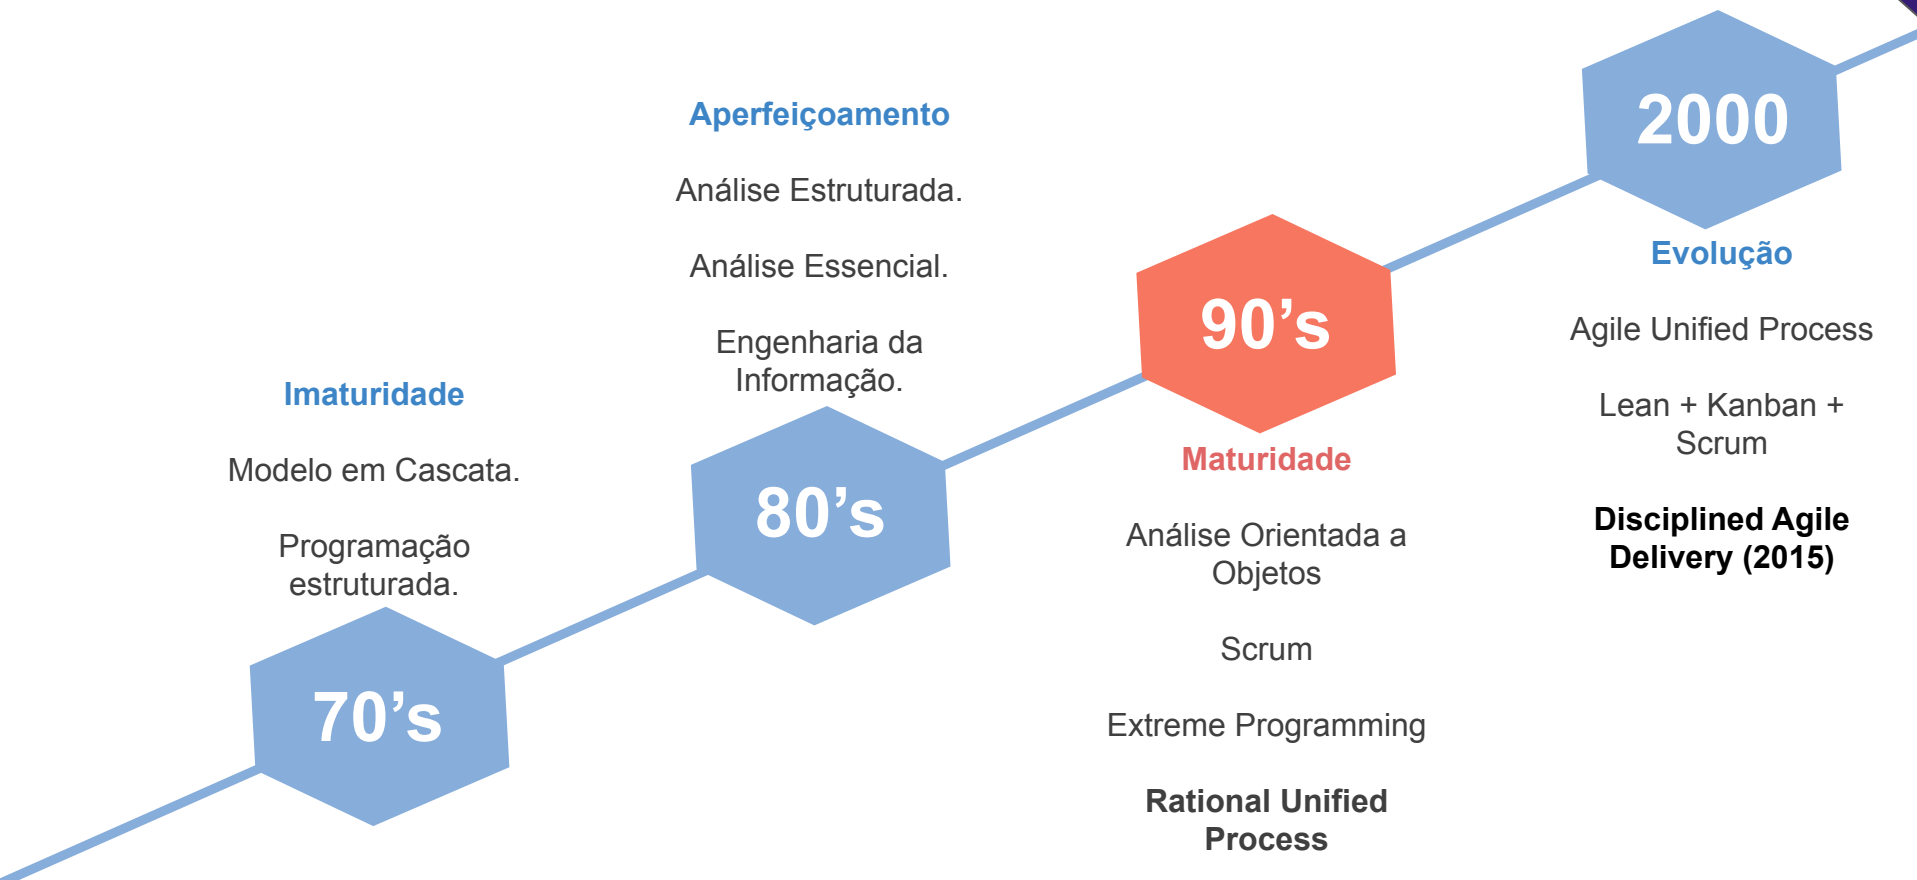 Imaturidade
Modelo em Cascata.
Programação
estruturada.
70’s
Aperfeiçoamento
Análise Estruturada.
Análise Essencial.
Engenharia da
Informação.
80’s
90’s
Maturidade
Análise Orientada a
Objetos
Scrum
Extreme Programming
Rational Unified
Process
2000
Evolução
Agile Unified Process
Lean + Kanban +
Scrum
Disciplined Agile
Delivery (2015)